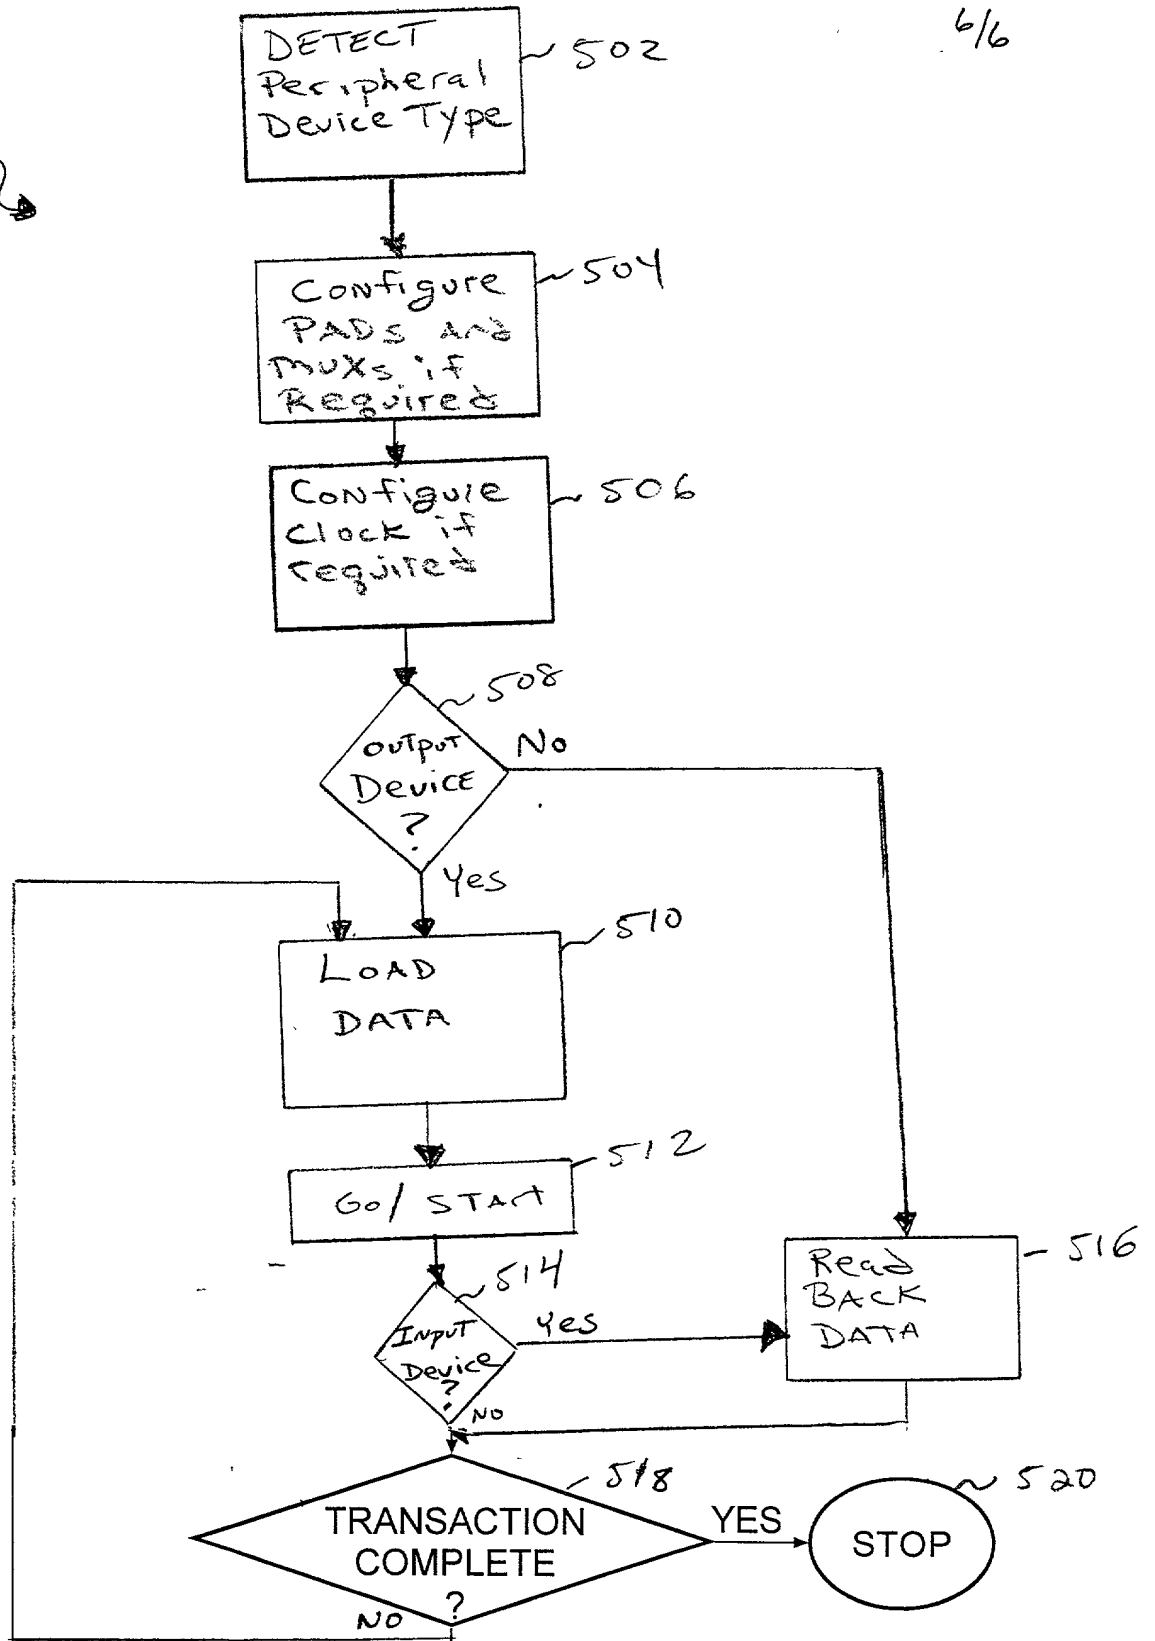 6/6
DETECT
Peripheral
Device Type
502
Configure
PADs and
MUXs if
Required
504
Configure
Clock if
required
506
508
Output
Device
?
No
Yes
510
LOAD
DATA
512
Go/ START
514
Input
Device
?
Yes
NO
516
Read
BACK
DATA
518
TRANSACTION
COMPLETE
?
YES
NO
520
STOP